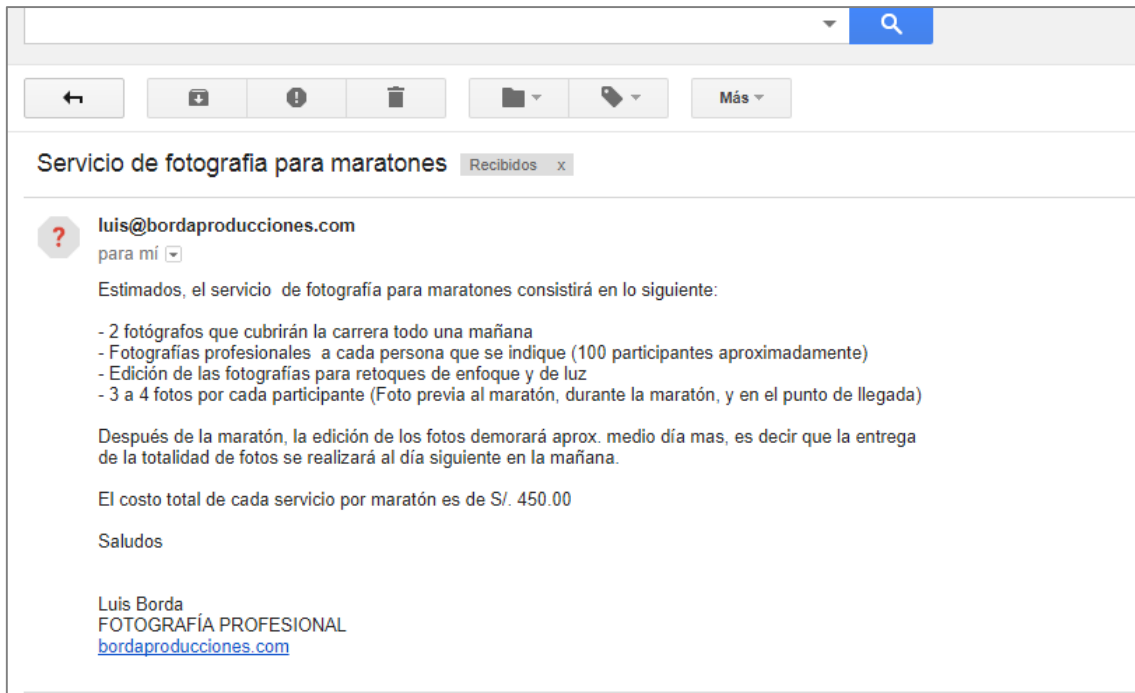 Más
Servicio de fotografia para maratones Recibidos x
luis@bordaproducciones.com
para mí
Estimados, el servicio de fotografía para maratones consistirá en lo siguiente:
- 2 fotógrafos que cubrirán la carrera todo una mañana
- Fotografías profesionales a cada persona que se indique (100 participantes aproximadamente)
- Edición de las fotografías para retoques de enfoque y de luz
- 3 a 4 fotos por cada participante (Foto previa al maratón, durante la maratón, y en el punto de llegada)
Después de la maratón, la edición de los fotos demorará aprox. medio día mas, es decir que la entrega
de la totalidad de fotos se realizará al día siguiente en la mañana.
El costo total de cada servicio por maratón es de S/. 450.00
Saludos
Luis Borda
FOTOGRAFÍA PROFESIONAL
bordaproducciones.com